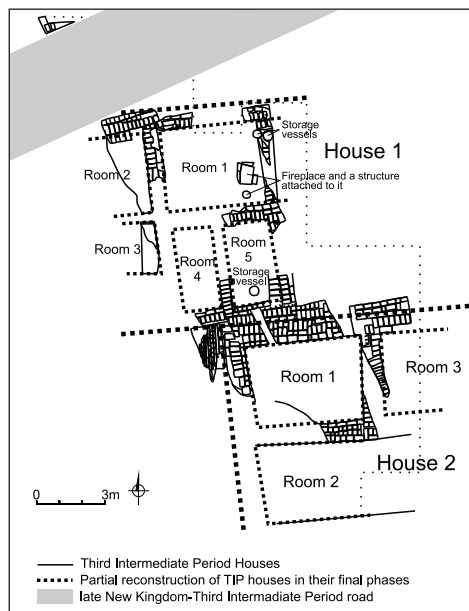 Storage
vessels
House 1
Room 1
Room 2
Fireplace and a structure
attached to it
Room 3
Room
4
Room
5
Storage
vessel
Room 1
Room 3
House 2
Room 2
0 3m
Third Intermediate Period Houses
Partial reconstruction of TIP houses in their final phases
late New Kingdom-Third Intermadiate Period road